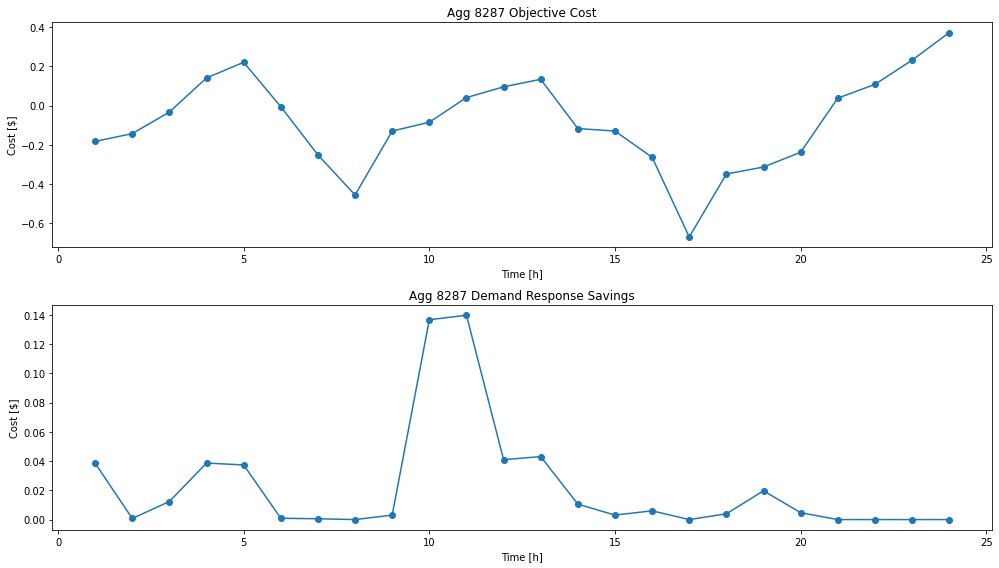 Agg 8287 Objective Cost
0.4
0.2
0.0
−0.2
−0.4
−0.6
Cost [$]
0 5 10 15 20 25
Time [h]
Agg 8287 Demand Response Savings
0.14
0.12
0.10
0.08
0.06
0.04
0.02
0.00
Cost [$]
0 5 10 15 20 25
Time [h]